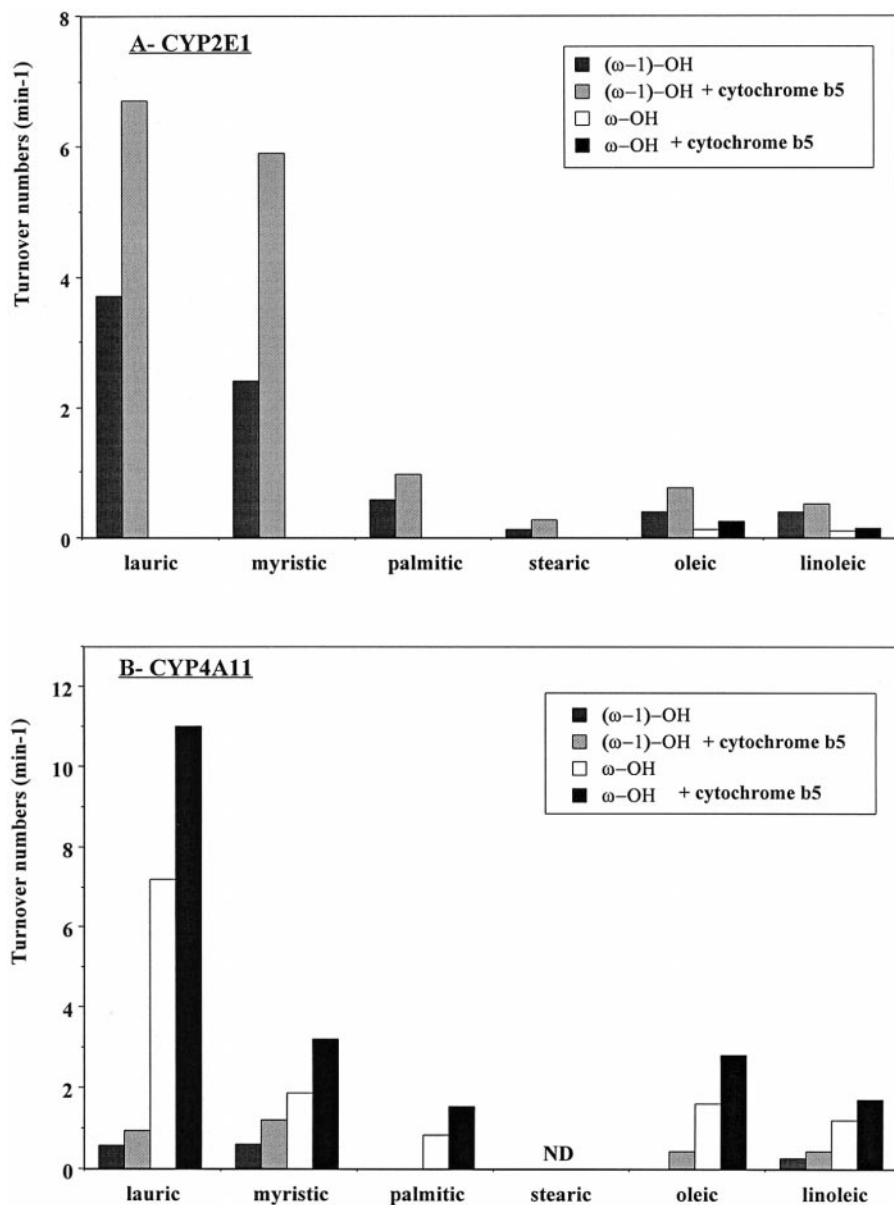 A- CYP2E1
(ω−1)−OH
(ω−1)−OH + cytochrome b5
ω−OH
ω−OH + cytochrome b5
Turnover numbers (min-1)
8
6
4
2
0
lauric myristic palmitic stearic oleic linoleic
B- CYP4A11
(ω−1)−OH
(ω−1)−OH + cytochrome b5
ω−OH
ω−OH + cytochrome b5
Turnover numbers (min-1)
12
10
8
6
4
2
0
ND
lauric myristic palmitic stearic oleic linoleic